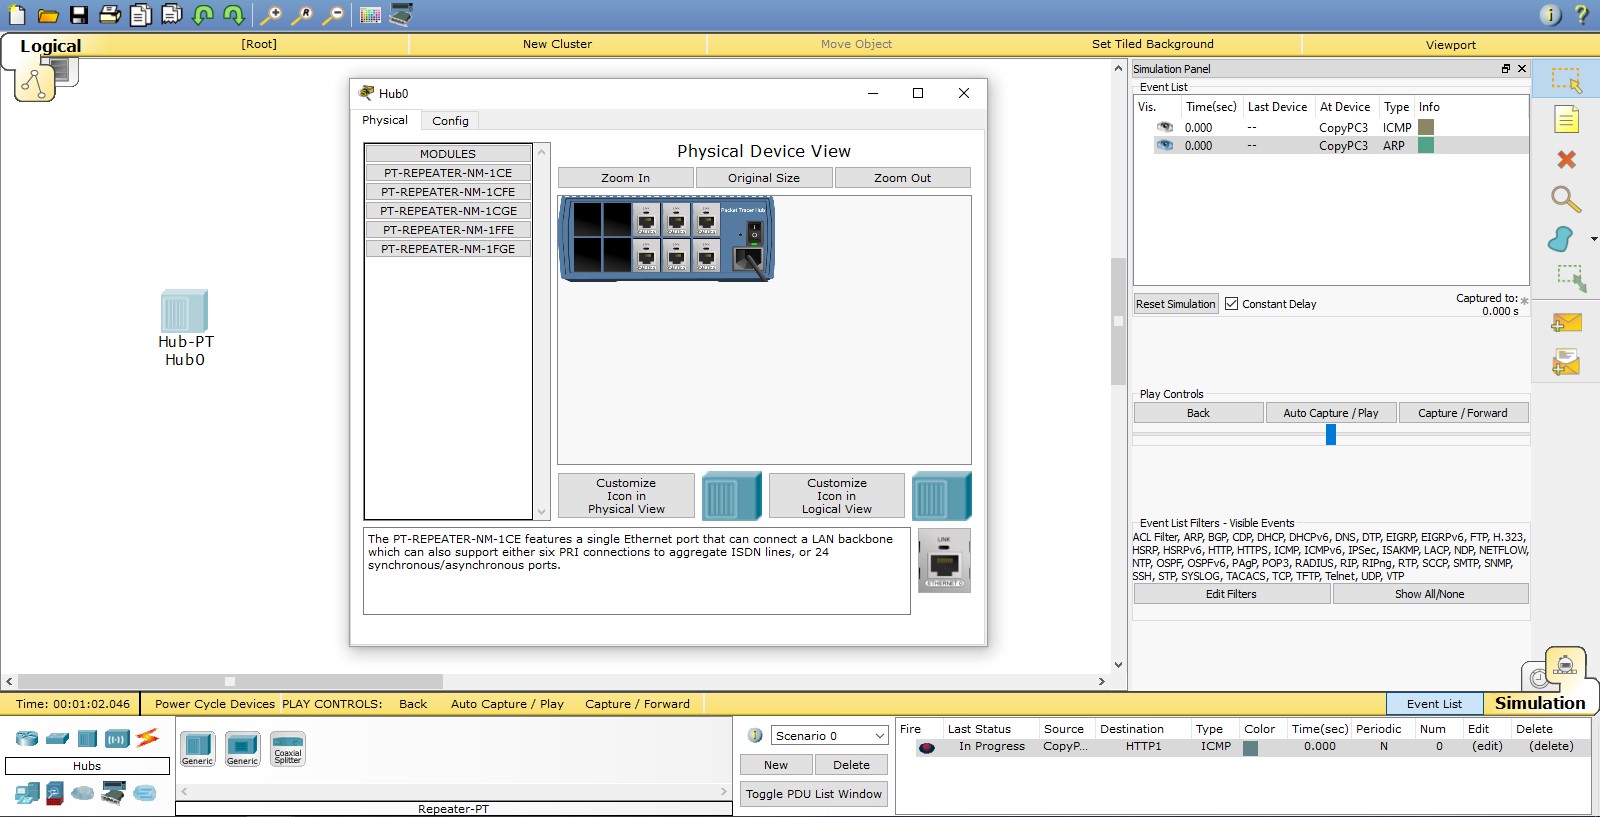 Logical
[Root]
New Cluster
Move Object
Set Tiled Background
Viewport
Hub-PT
Hub0
Hub0
Physical
Config
MODULES
PT-REPEATER-NM-1CE
PT-REPEATER-NM-1CFE
PT-REPEATER-NM-1CGE
PT-REPEATER-NM-1FFE
PT-REPEATER-NM-1FGE
Physical Device View
Zoom In
Original Size
Zoom Out
Packet Tracer Hub
Customize
Icon in
Physical View
Customize
Icon in
Logical View
The PT-REPEATER-NM-1CE features a single Ethernet port that can connect a LAN backbone
which can also support either six PRI connections to aggregate ISDN lines, or 24
synchronous/asynchronous ports.
LINK
ETHERNET 0
Simulation Panel
Event List
Vis. Time(sec) Last Device At Device Type Info
0.000 -- CopyPC3 ICMP
0.000 -- CopyPC3 ARP
Reset Simulation
Constant Delay
Captured to: *
0.000 s
Play Controls
Back
Auto Capture / Play
Capture / Forward
Event List Filters - Visible Events
ACL Filter, ARP, BGP, CDP, DHCP, DHCPv6, DNS, DTP, EIGRP, EIGRPv6, FTP, H.323,
HSRP, HSRPv6, HTTP, HTTPS, ICMP, ICMPv6, IPSec, ISAKMP, LACP, NDP, NETFLOW,
NTP, OSPF, OSPFv6, PAgP, POP3, RADIUS, RIP, RIPng, RTP, SCCP, SMTP, SNMP,
SSH, STP, SYSLOG, TACACS, TCP, TFTP, Telnet, UDP, VTP
Edit Filters
Show All/None
Time: 00:01:02.046
Power Cycle Devices PLAY CONTROLS: Back Auto Capture / Play Capture / Forward
Event List
Simulation
Hubs
Generic
Generic
Coaxial
Splitter
Repeater-PT
Scenario 0
New
Delete
Toggle PDU List Window
Fire Last Status Source Destination Type Color Time(sec) Periodic Num Edit Delete
In Progress CopyP... HTTP1 ICMP 0.000 N 0 (edit) (delete)